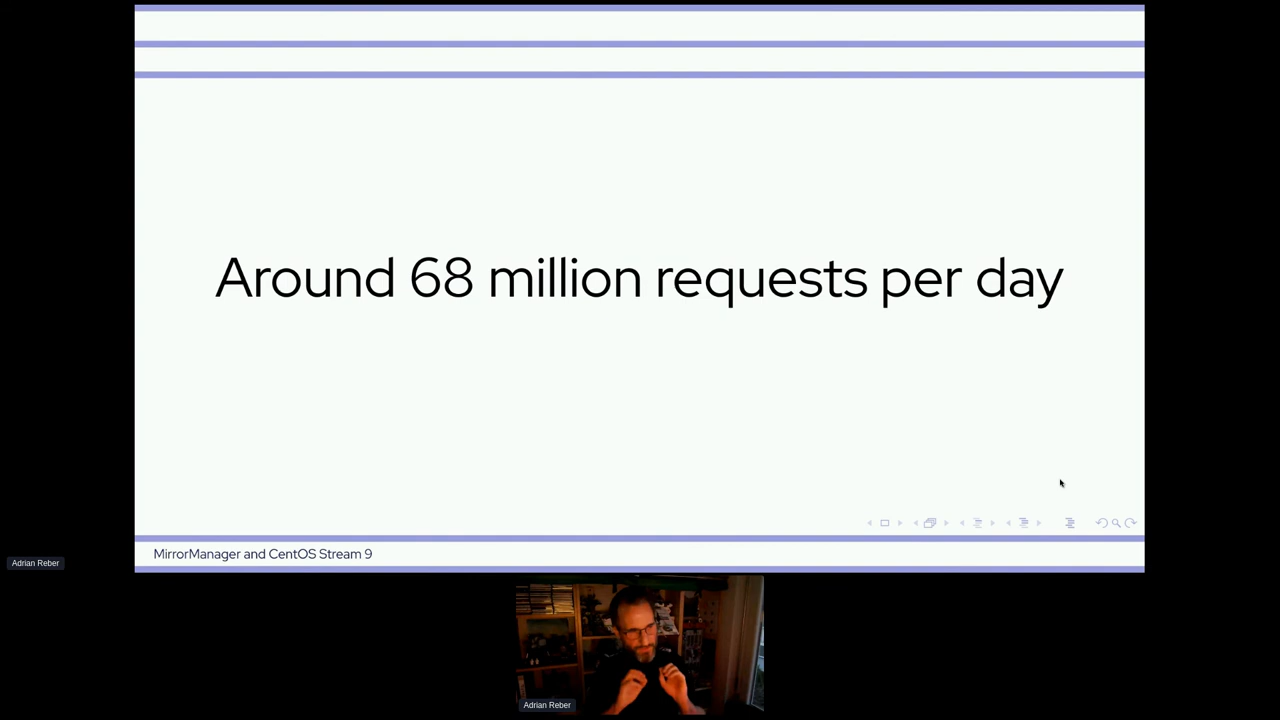 Around 68 million requests per day
MirrorManager and CentOS Stream 9
Adrian Reber
Adrian Reber